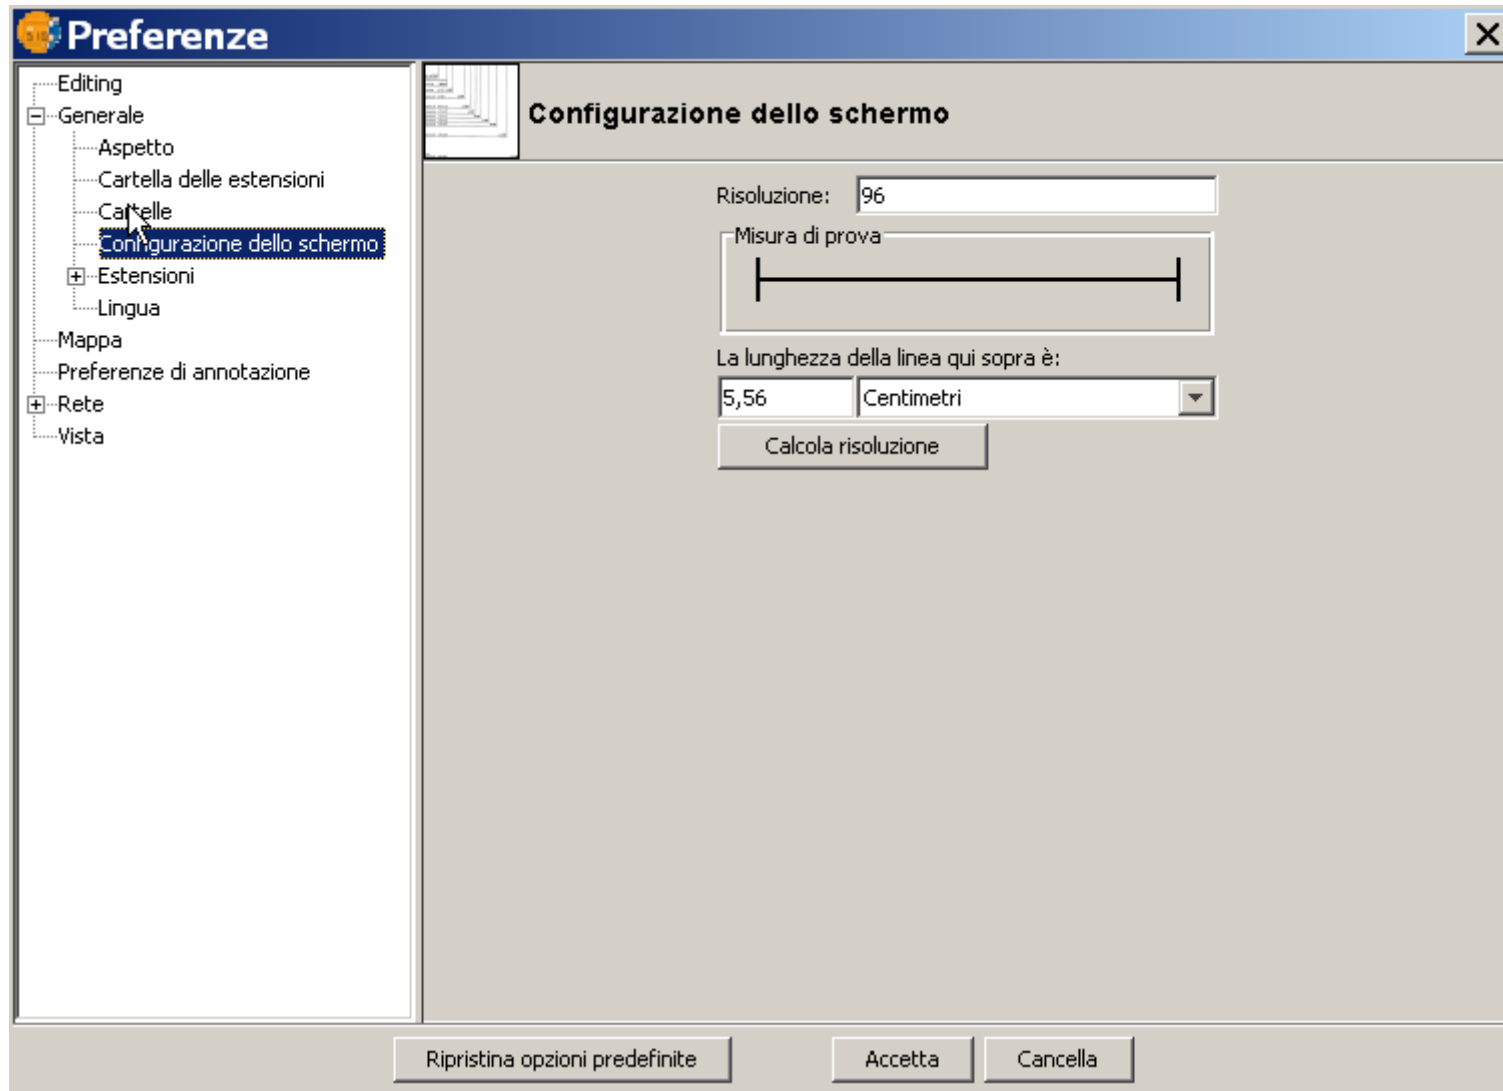 Preferenze
Editing
Generale
Aspetto
Cartella delle estensioni
Cartelle
Configurazione dello schermo
Estensioni
Lingua
Mappa
Preferenze di annotazione
Rete
Vista
Configurazione dello schermo
Risoluzione: 96
Misura di prova
La lunghezza della linea qui sopra è:
5,56 Centimetri
Calcola risoluzione
Ripristina opzioni predefinite Accetta Cancella